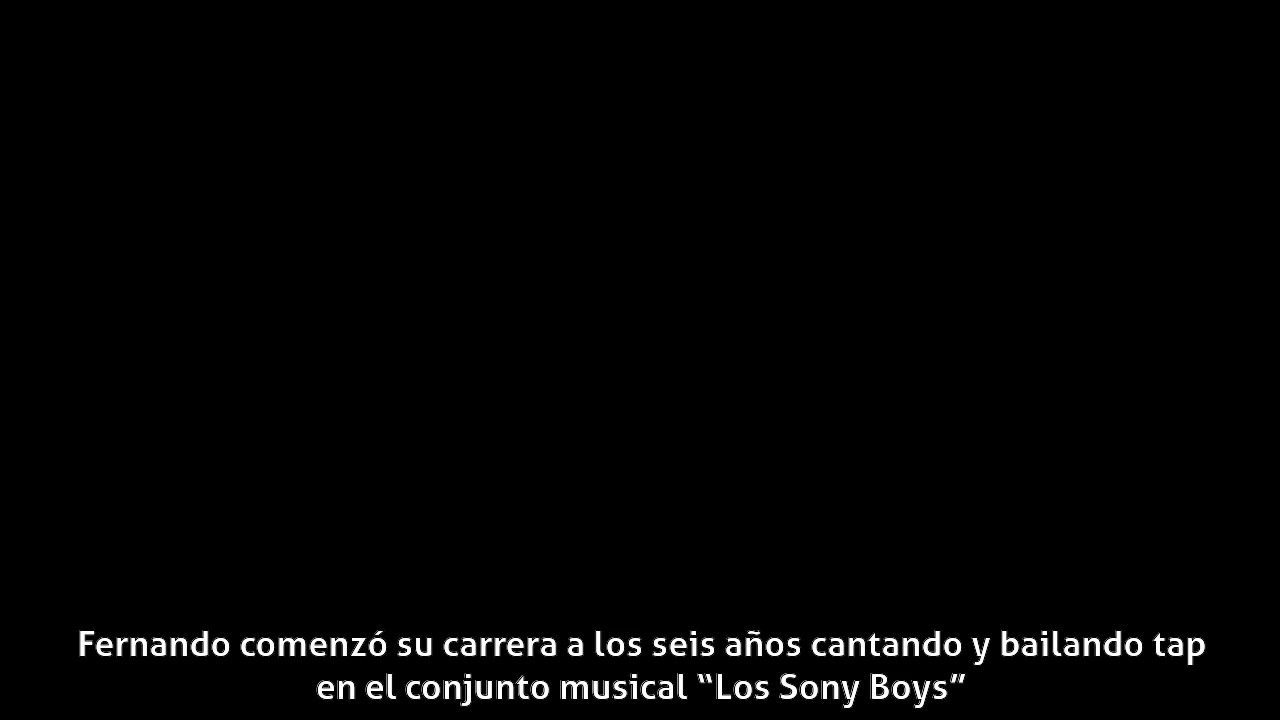 Fernando comenzó su carrera a los seis años cantando y bailando tap
en el conjunto musical “Los Sony Boys”